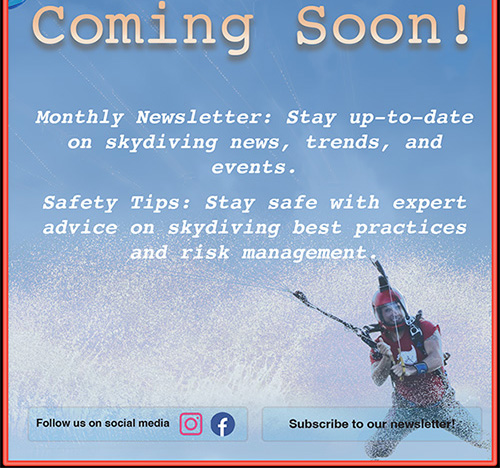 Coming Soon!
Monthly Newsletter: Stay up-to-date
on skydiving news, trends, and
events.
Safety Tips: Stay safe with expert
advice on skydiving best practices
and risk management.
Follow us on social media
Subscribe to our newsletter!